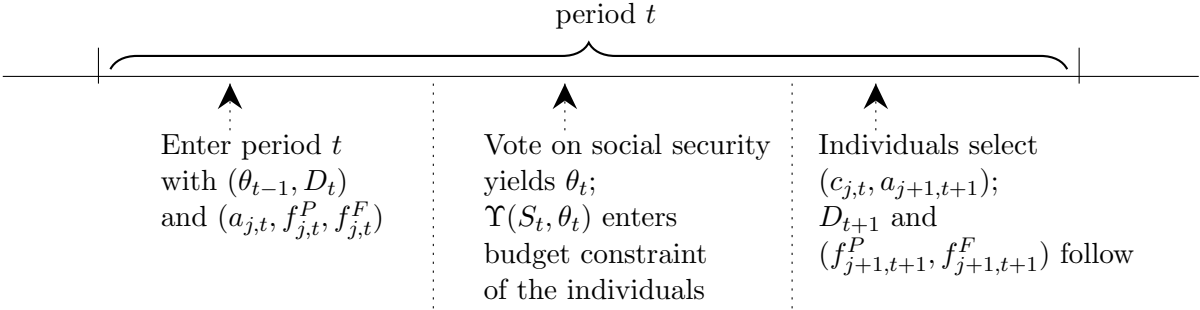 period t
Enter period t
with (θ_{t−1}, D_t)
and (a_{j,t}, f^P_{j,t}, f^F_{j,t})
Vote on social security
yields θ_t;
Υ(S_t, θ_t) enters
budget constraint
of the individuals
Individuals select
(c_{j,t}, a_{j+1,t+1});
D_{t+1} and
(f^P_{j+1,t+1}, f^F_{j+1,t+1}) follow